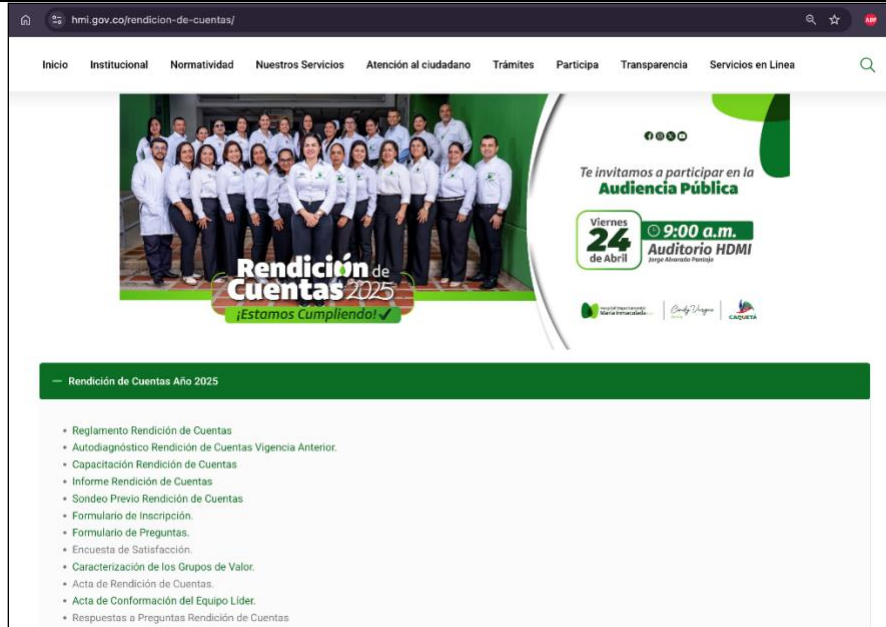 hmi.gov.co/rendicion-de-cuentas/
ABP
Inicio Institucional Normatividad Nuestros Servicios Atención al ciudadano Trámites Participa Transparencia Servicios en Linea
Te invitamos a participar en la
Audiencia Pública
Viernes
24
de Abril
9:00 a.m.
Auditorio HDMI
Jorge Alvarado Pantoja
Rendición de
Cuentas 2025
¡Estamos Cumpliendo!
Hospital Departamental
María Inmaculada
CAQUETÁ
— Rendición de Cuentas Año 2025
• Reglamento Rendición de Cuentas
• Autodiagnóstico Rendición de Cuentas Vigencia Anterior.
• Capacitación Rendición de Cuentas
• Informe Rendición de Cuentas
• Sondeo Previo Rendición de Cuentas
• Formulario de Inscripción.
• Formulario de Preguntas.
• Encuesta de Satisfacción.
• Caracterización de los Grupos de Valor.
• Acta de Rendición de Cuentas.
• Acta de Conformación del Equipo Líder.
• Respuestas a Preguntas Rendición de Cuentas